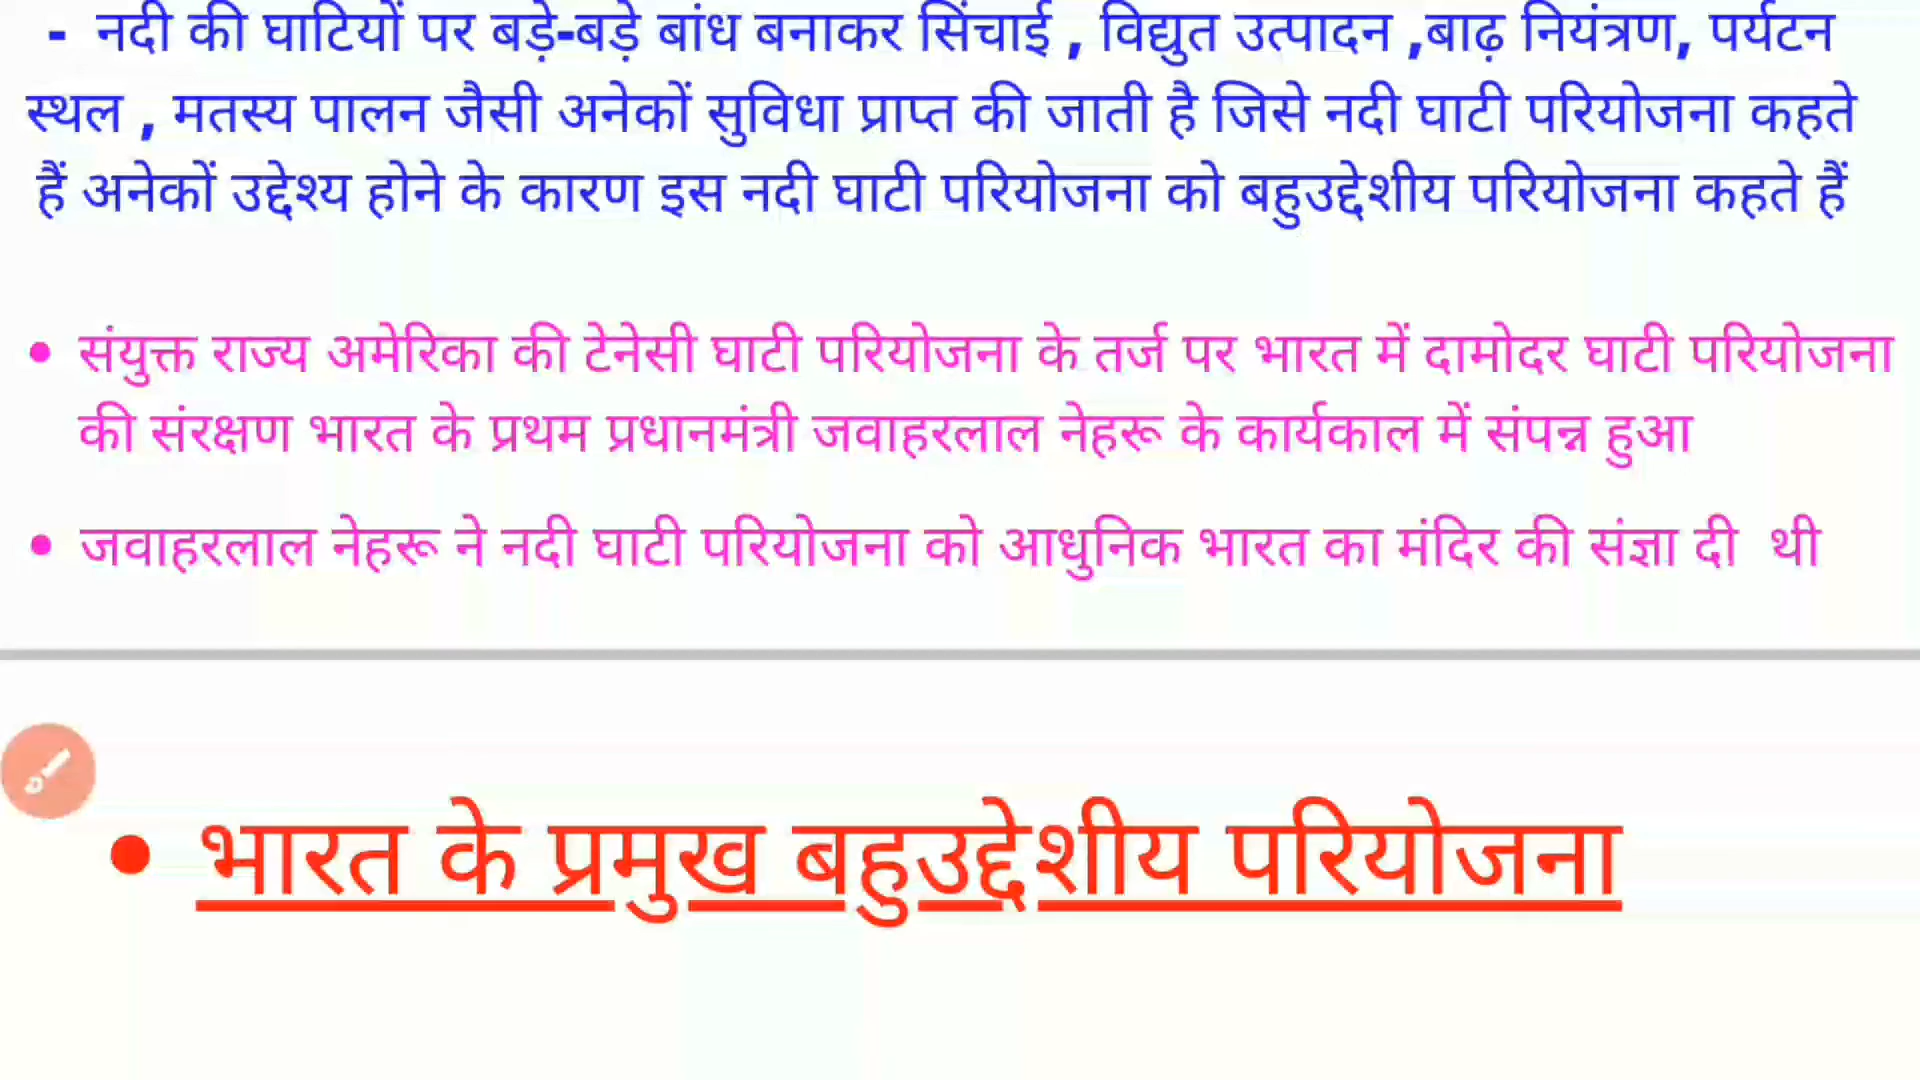 - नदी की घाटियों पर बड़े-बड़े बांध बनाकर सिंचाई , विद्युत उत्पादन ,बाढ़ नियंत्रण, पर्यटन
स्थल , मतस्य पालन जैसी अनेकों सुविधा प्राप्त की जाती है जिसे नदी घाटी परियोजना कहते
हैं अनेकों उद्देश्य होने के कारण इस नदी घाटी परियोजना को बहुउद्देशीय परियोजना कहते हैं
• संयुक्त राज्य अमेरिका की टेनेसी घाटी परियोजना के तर्ज पर भारत में दामोदर घाटी परियोजना
की संरक्षण भारत के प्रथम प्रधानमंत्री जवाहरलाल नेहरू के कार्यकाल में संपन्न हुआ
• जवाहरलाल नेहरू ने नदी घाटी परियोजना को आधुनिक भारत का मंदिर की संज्ञा दी थी
• भारत के प्रमुख बहुउद्देशीय परियोजना